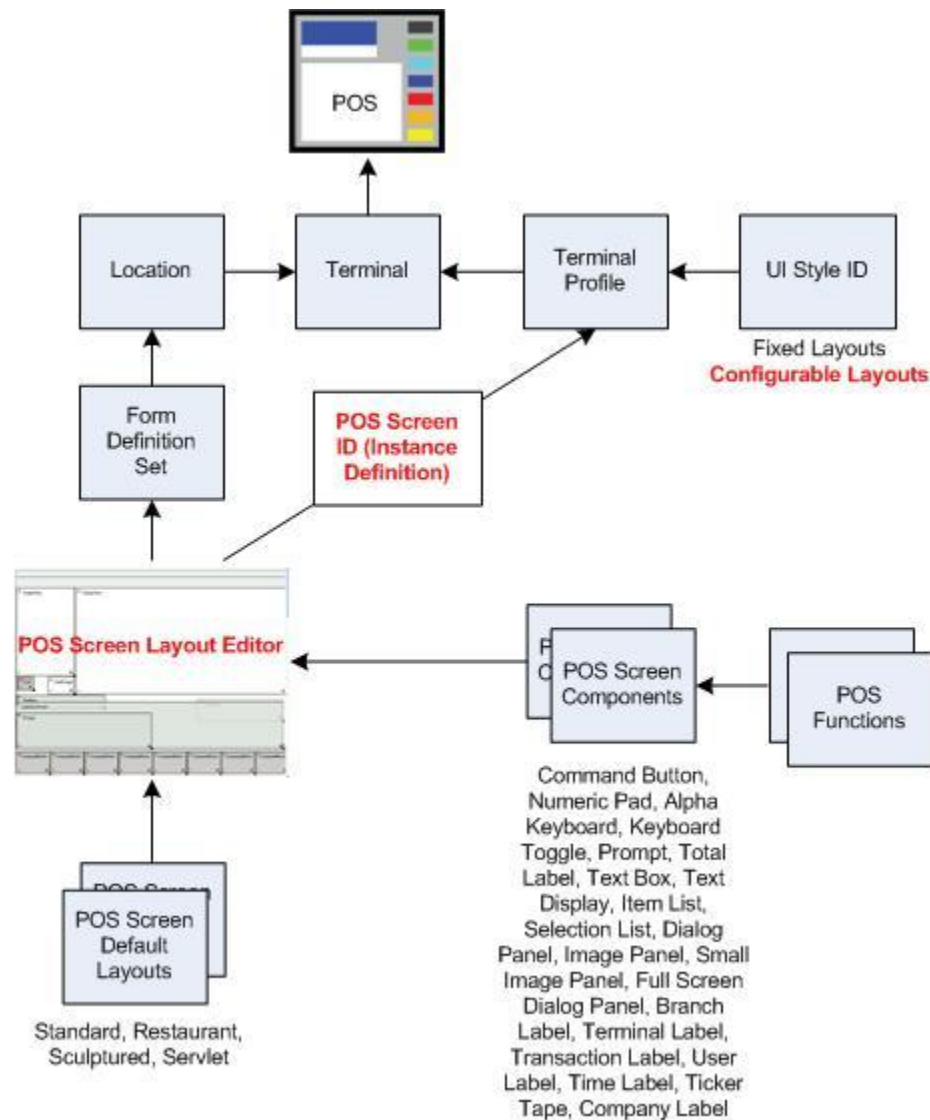 POS
Location
Terminal
Terminal
Profile
UI Style ID
Fixed Layouts
Configurable Layouts
Form
Definition
Set
POS Screen
ID (Instance
Definition)
POS Screen Layout Editor
POS Screen
Components
POS
Functions
Command Button,
Numeric Pad, Alpha
Keyboard, Keyboard
Toggle, Prompt, Total
Label, Text Box, Text
Display, Item List,
Selection List, Dialog
Panel, Image Panel, Small
Image Panel, Full Screen
Dialog Panel, Branch
Label, Terminal Label,
Transaction Label, User
Label, Time Label, Ticker
Tape, Company Label
POS Screen
POS Screen
Default
Layouts
Standard, Restaurant,
Sculptured, Servlet